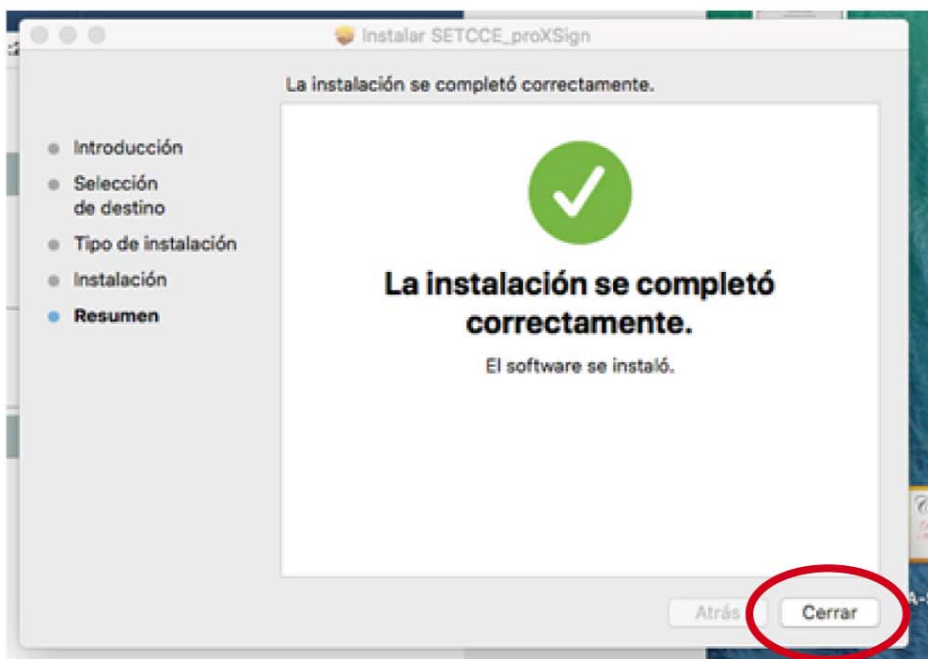 Instalar SETCCE_proXSign
La instalación se completó correctamente.
Introducción
Selección
de destino
Tipo de instalación
Instalación
Resumen
La instalación se completó
correctamente.
El software se instaló.
Atrás
Cerrar